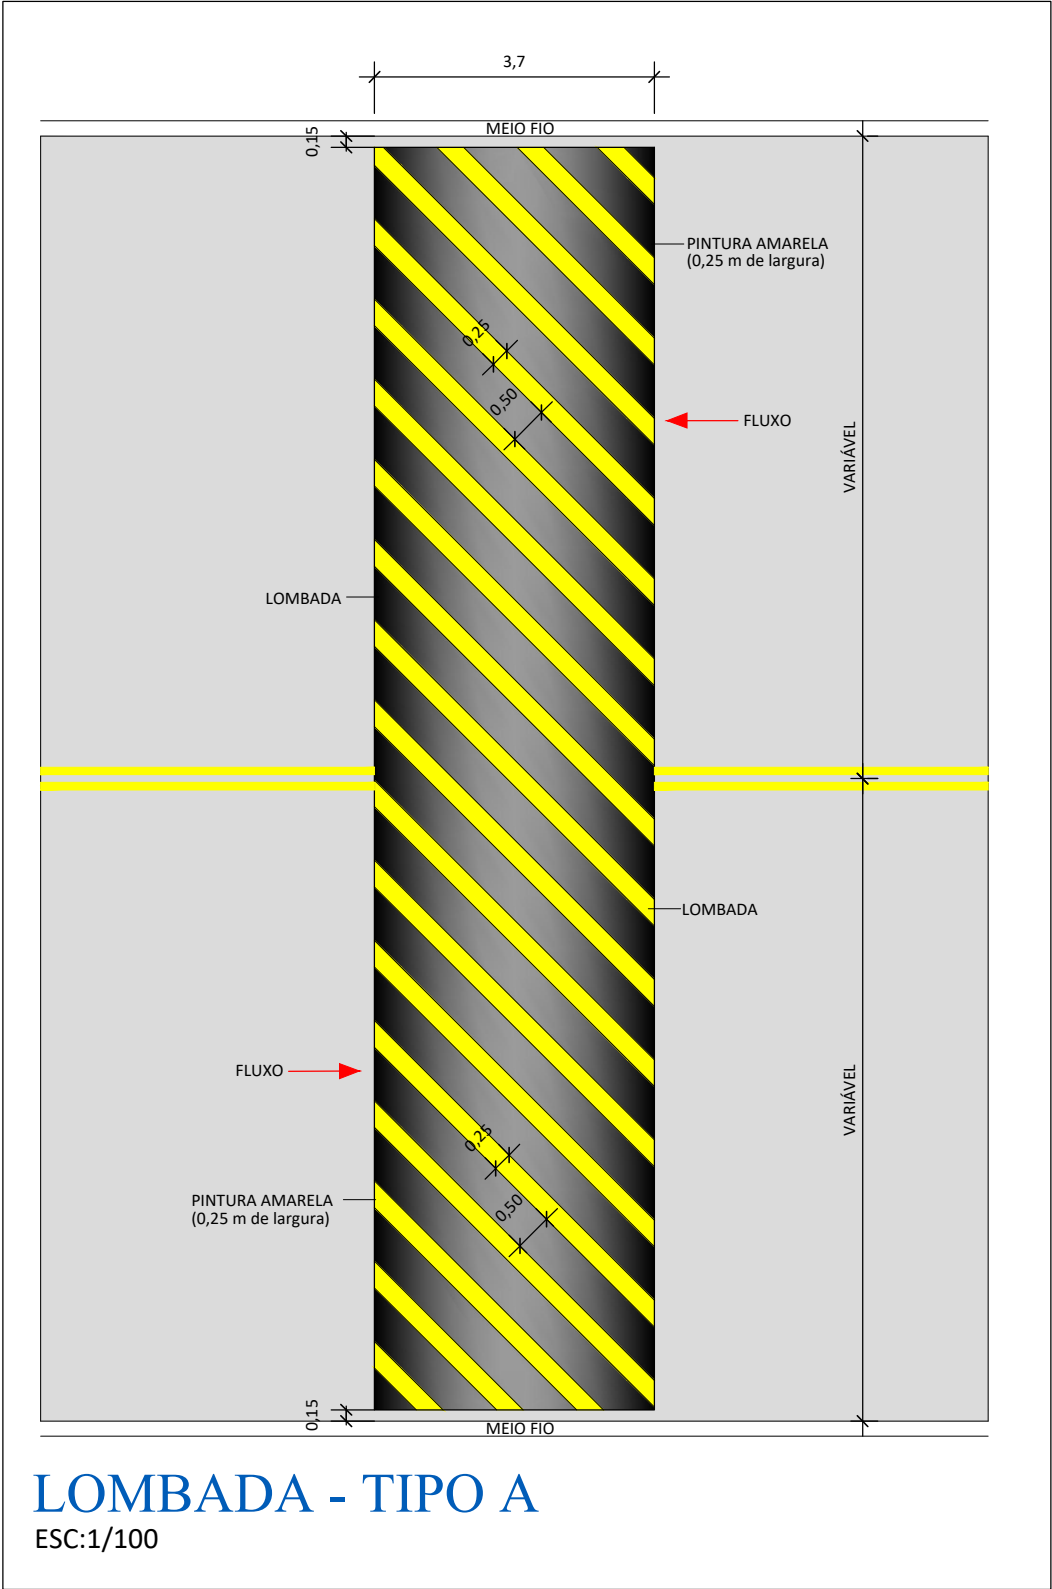 3,7
MEIO FIO
0,15
PINTURA AMARELA
(0,25 m de largura)
0,25
0,50
FLUXO
VARIÁVEL
LOMBADA
LOMBADA
FLUXO
VARIÁVEL
0,25
PINTURA AMARELA
(0,25 m de largura)
0,50
0,15
MEIO FIO
LOMBADA - TIPO A
ESC:1/100